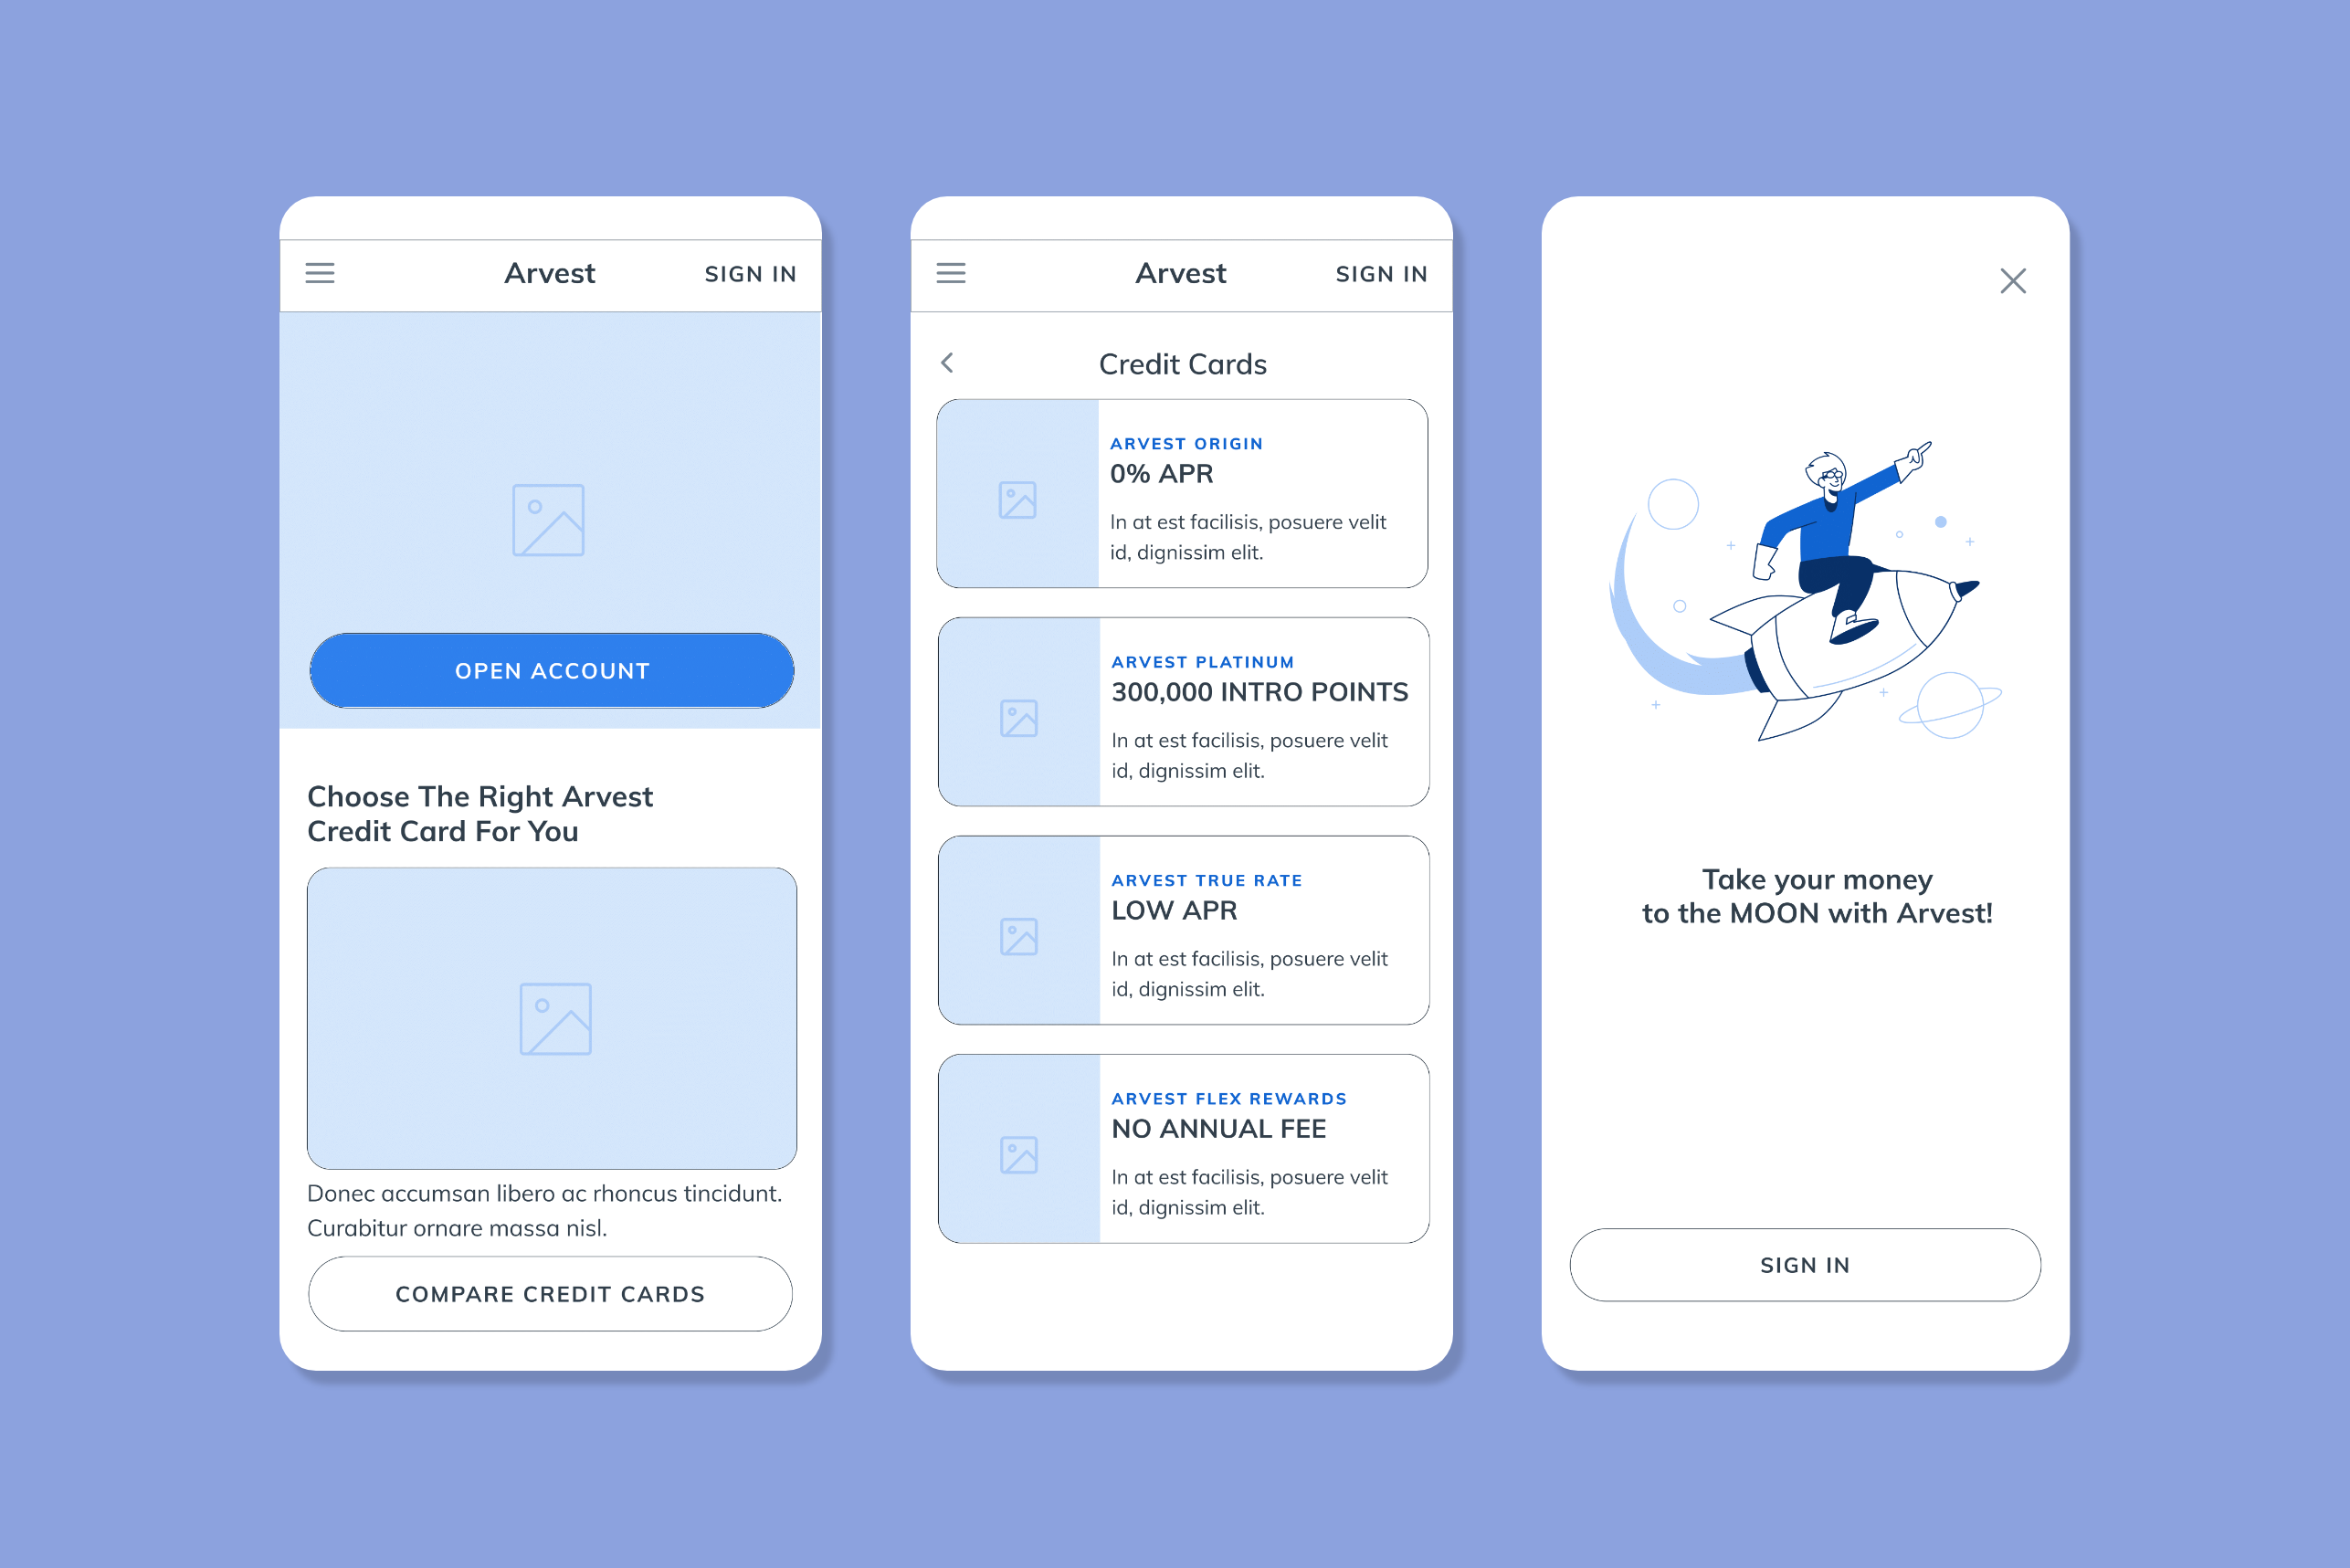 Arvest
SIGN IN
OPEN ACCOUNT
Choose The Right Arvest
Credit Card For You
Donec accumsan libero ac rhoncus tincidunt.
Curabitur ornare massa nisl.
COMPARE CREDIT CARDS
Arvest
SIGN IN
Credit Cards
ARVEST ORIGIN
0% APR
In at est facilisis, posuere velit
id, dignissim elit.
ARVEST PLATINUM
300,000 INTRO POINTS
In at est facilisis, posuere velit
id, dignissim elit.
ARVEST TRUE RATE
LOW APR
In at est facilisis, posuere velit
id, dignissim elit.
ARVEST FLEX REWARDS
NO ANNUAL FEE
In at est facilisis, posuere velit
id, dignissim elit.
Take your money
to the MOON with Arvest!
SIGN IN